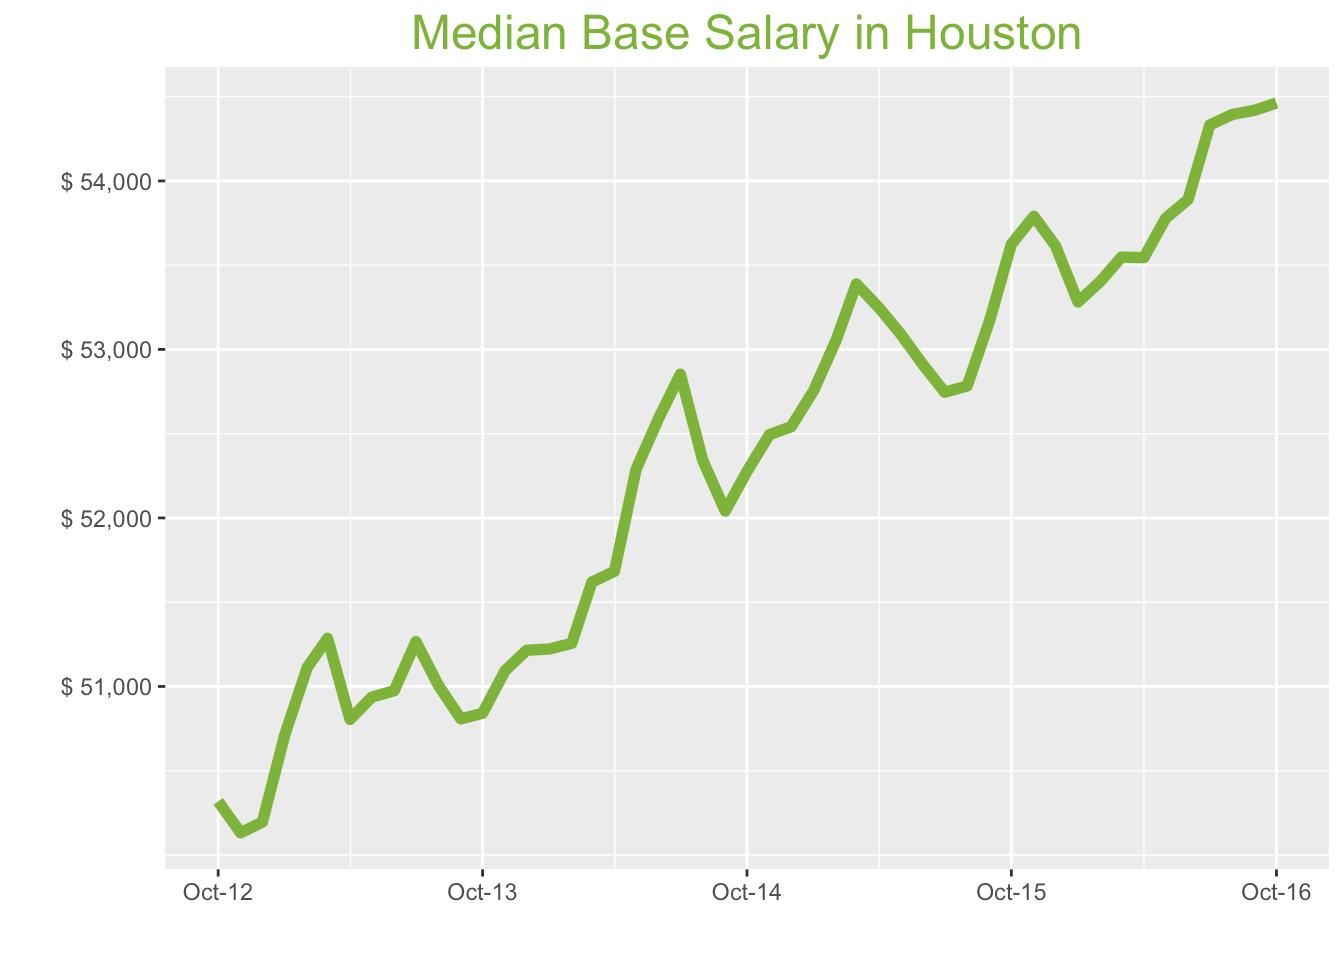 Median Base Salary in Houston
$ 54,000
$ 53,000
$ 52,000
$ 51,000
Oct-12 Oct-13 Oct-14 Oct-15 Oct-16